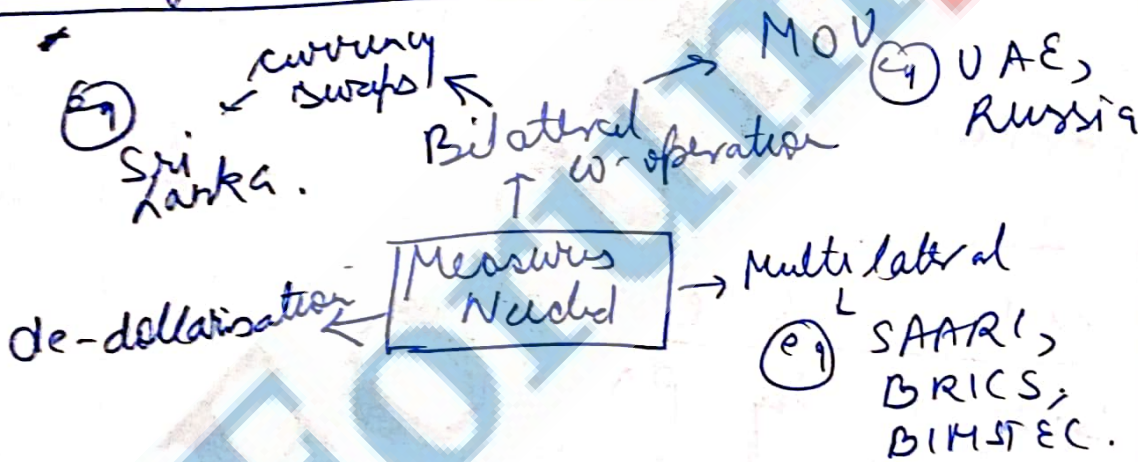 currency
swaps
Eg
Sri
Lanka.
MOU
Eg UAE,
Russia
Bilateral
co-operation
Measures
Needed
de-dollarisation
Multilateral
eg SAARC,
BRICS,
BIMSTEC.
Forum